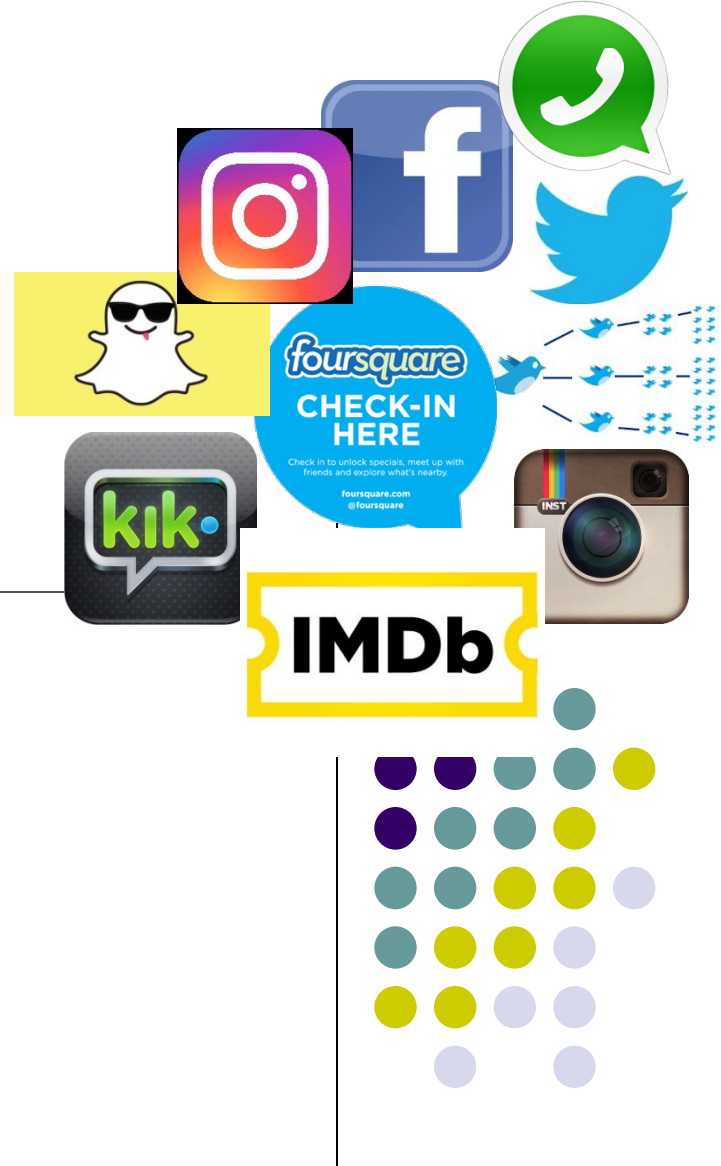 foursquare
CHECK-IN
HERE
Check in to unlock specials, meet up with
friends and explore what's nearby
foursquare.com
@foursquare
kik
INST
IMDb